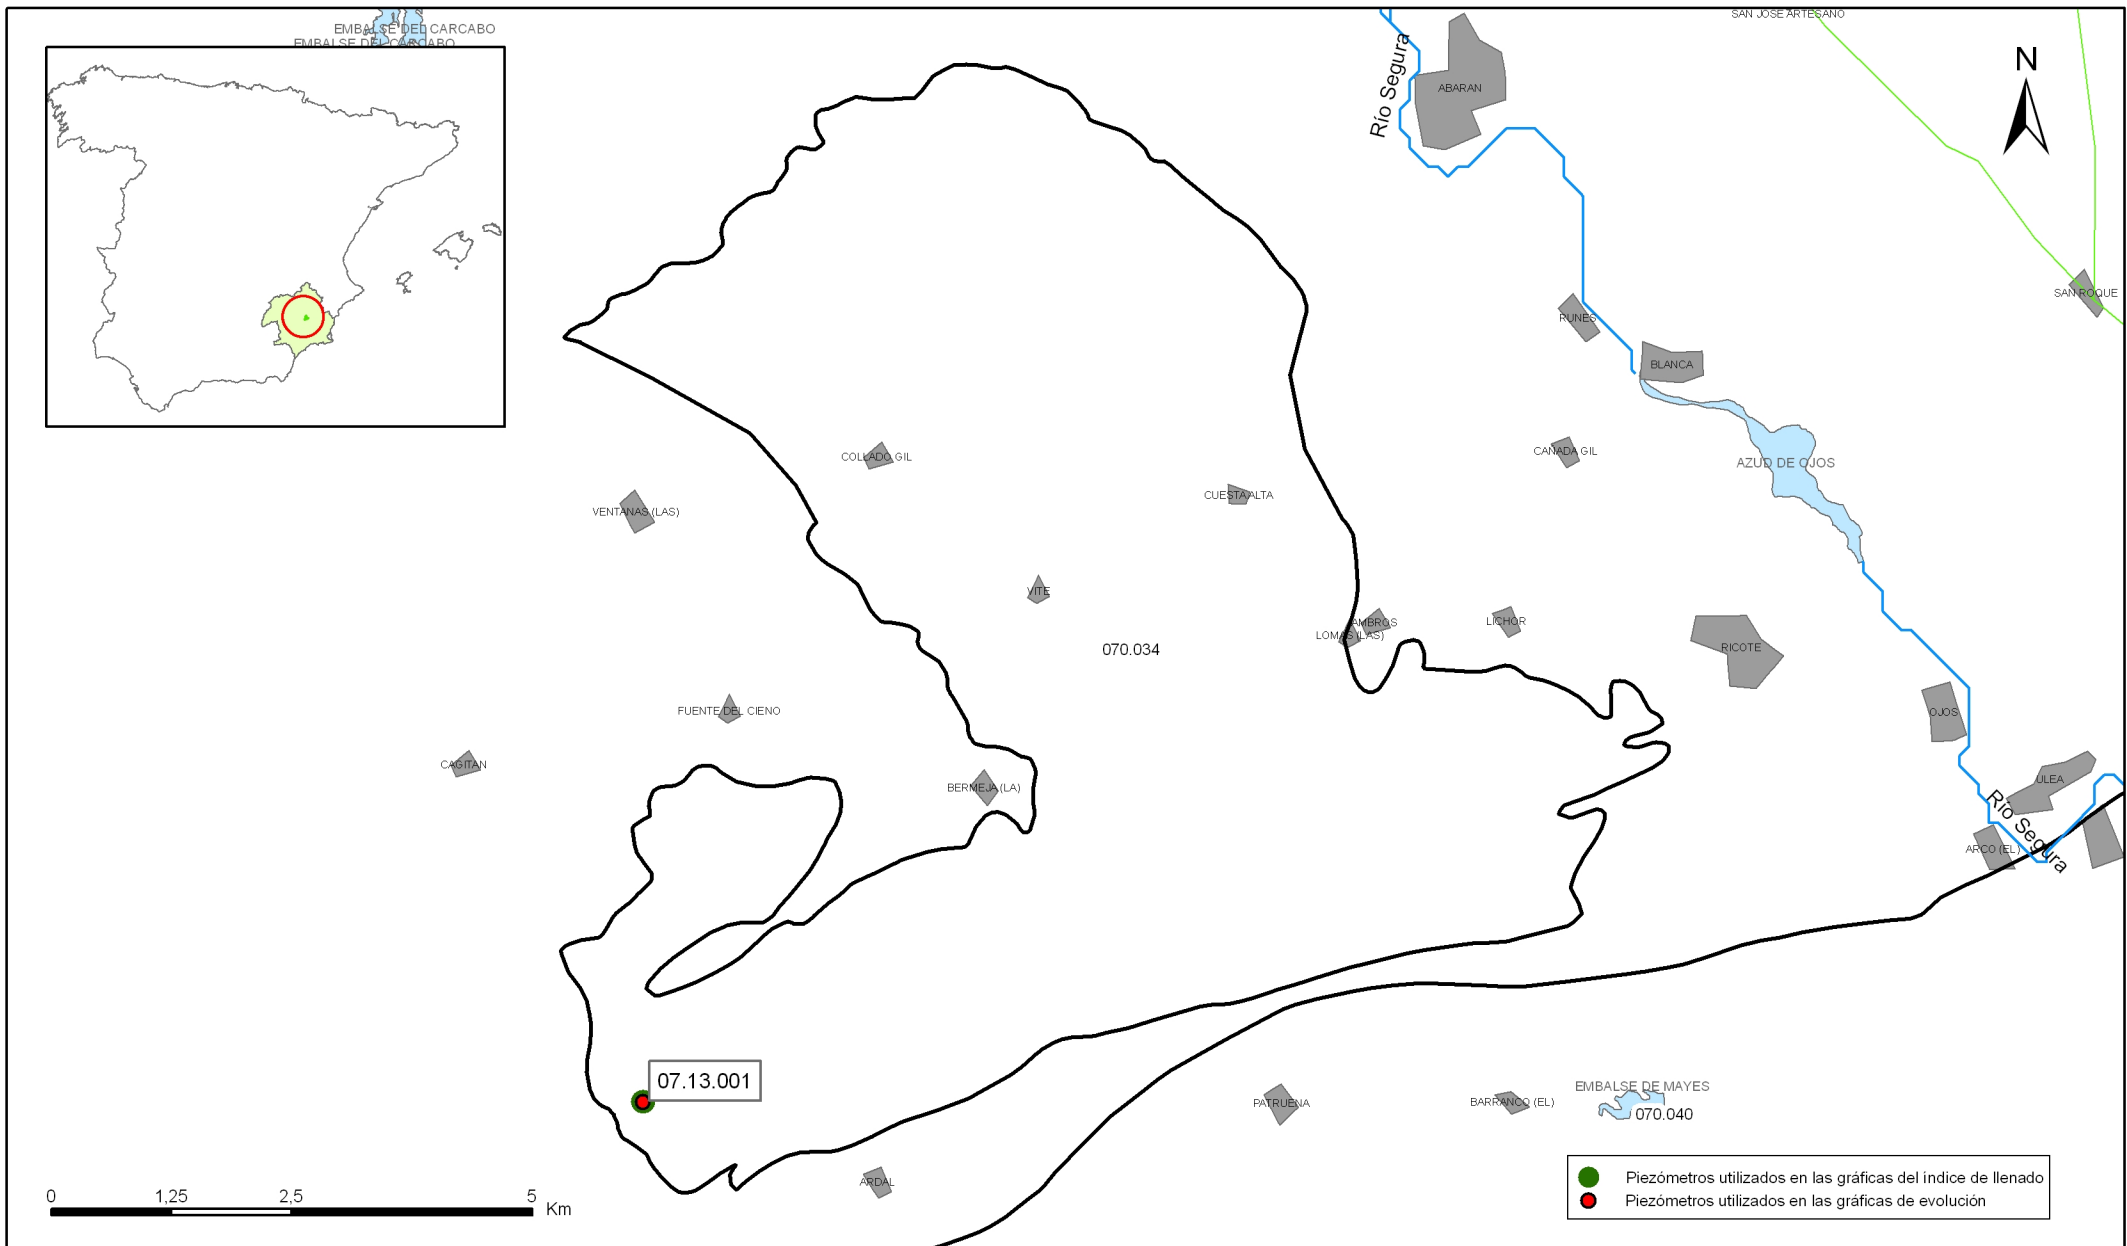 EMBALSE DEL CARCABO
EMBALSE DEL CARCABO
SAN JOSE ARTESANO
N
Río Segura
ABARAN
SAN ROQUE
RUNES
BLANCA
COLLADO GIL
CAÑADA GIL
AZUD DE OJOS
VENTANAS (LAS)
CUESTA ALTA
VITE
AMBROS
LOMAS (LAS)
LICHOR
RICOTE
070.034
FUENTE DEL CIENO
OJOS
CAGITAN
BERMEJA (LA)
ULEA
Río Segura
ARCO (EL)
07.13.001
PATRUENA
BARRANCO (EL)
EMBALSE DE MAYES
070.040
ARDAL
0 1,25 2,5 5 Km
Piezómetros utilizados en las gráficas del índice de llenado
Piezómetros utilizados en las gráficas de evolución